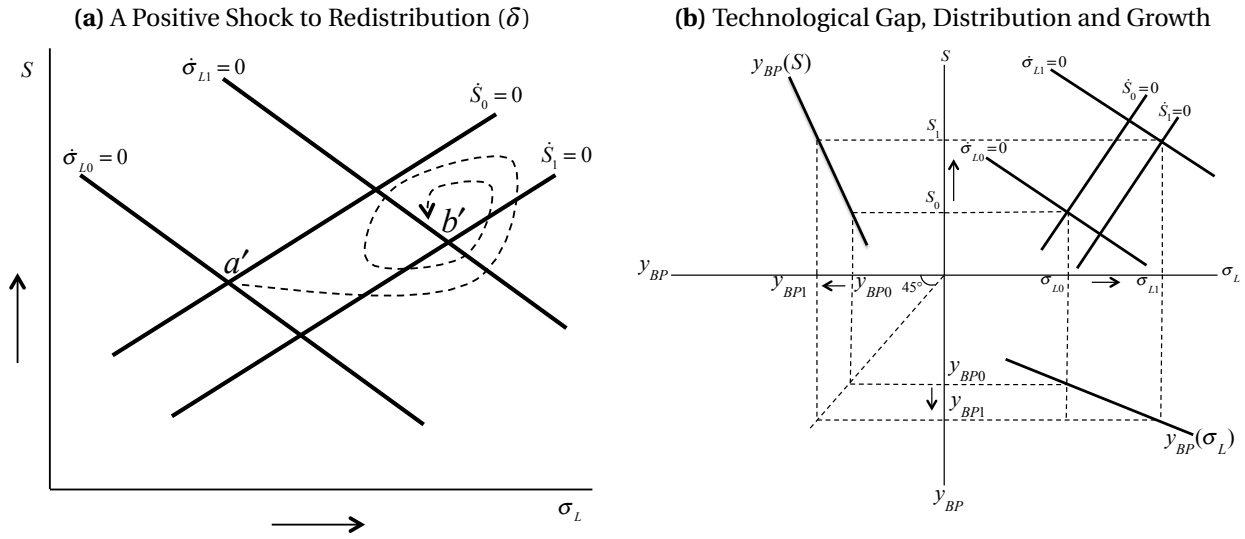 (a) A Positive Shock to Redistribution (δ)
S
σ̇L1 = 0
Ṡ0 = 0
σ̇L0 = 0
Ṡ1 = 0
a′
b′
σL
(b) Technological Gap, Distribution and Growth
S
yBP(S)
σ̇L1 = 0
Ṡ0 = 0
Ṡ1 = 0
S1
σ̇L0 = 0
S0
yBP
σL
yBP1
yBP0
45°
σL0
σL1
yBP0
yBP1
yBP(σL)
yBP